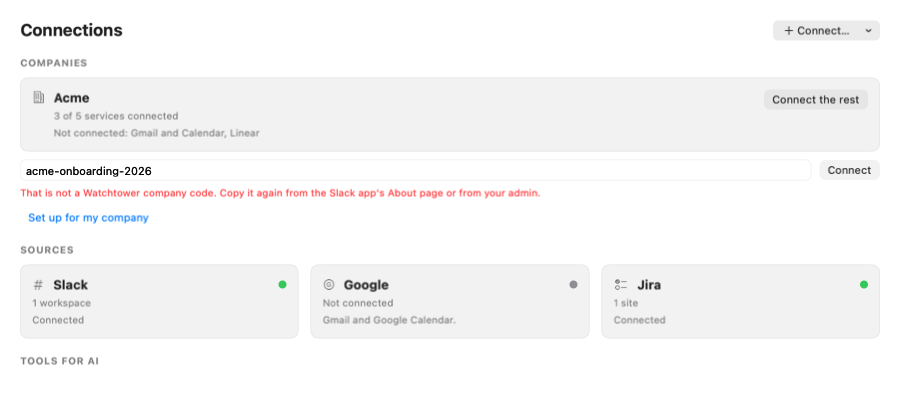 Connections
+ Connect...
COMPANIES
Acme
3 of 5 services connected
Not connected: Gmail and Calendar, Linear
Connect the rest
acme-onboarding-2026
Connect
That is not a Watchtower company code. Copy it again from the Slack app's About page or from your admin.
Set up for my company
SOURCES
# Slack
1 workspace
Connected
Google
Not connected
Gmail and Google Calendar.
Jira
1 site
Connected
TOOLS FOR AI